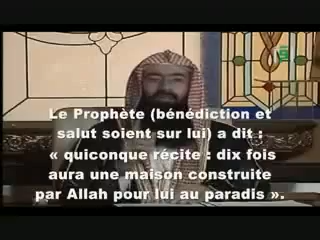 Le Prophète (bénédiction et
salut soient sur lui) a dit :
« quiconque récite : dix fois
aura une maison construite
par Allah pour lui au paradis ».